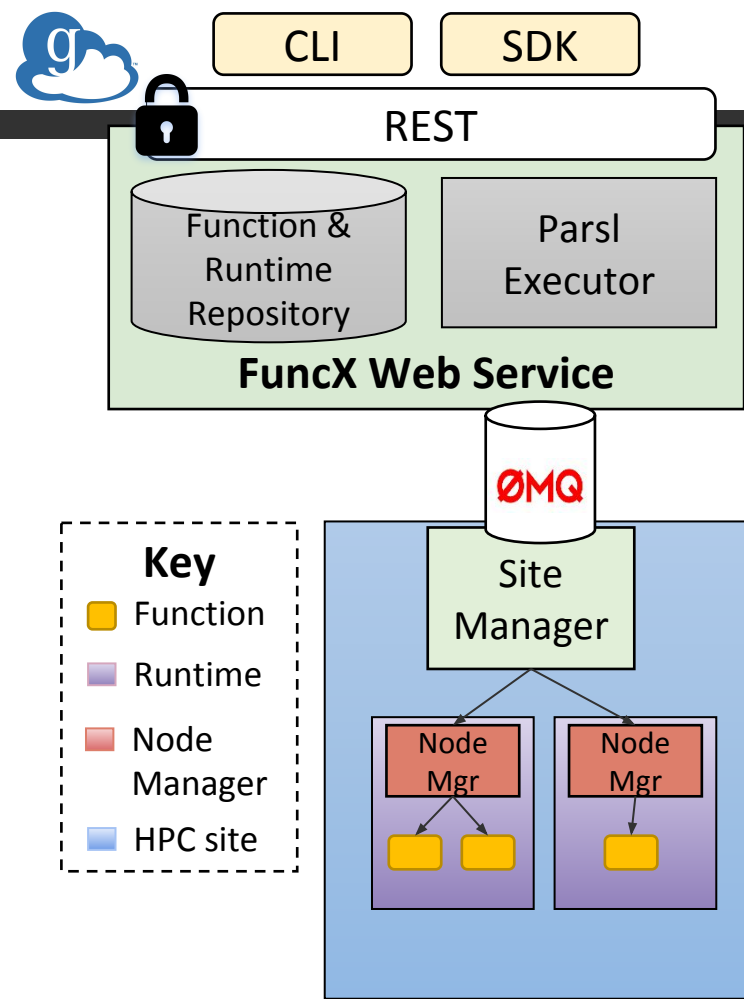 g
CLI
SDK
REST
Function &
Runtime
Repository
Parsl
Executor
FuncX Web Service
ØMQ
Key
Function
Runtime
Node
Manager
HPC site
Site
Manager
Node
Mgr
Node
Mgr